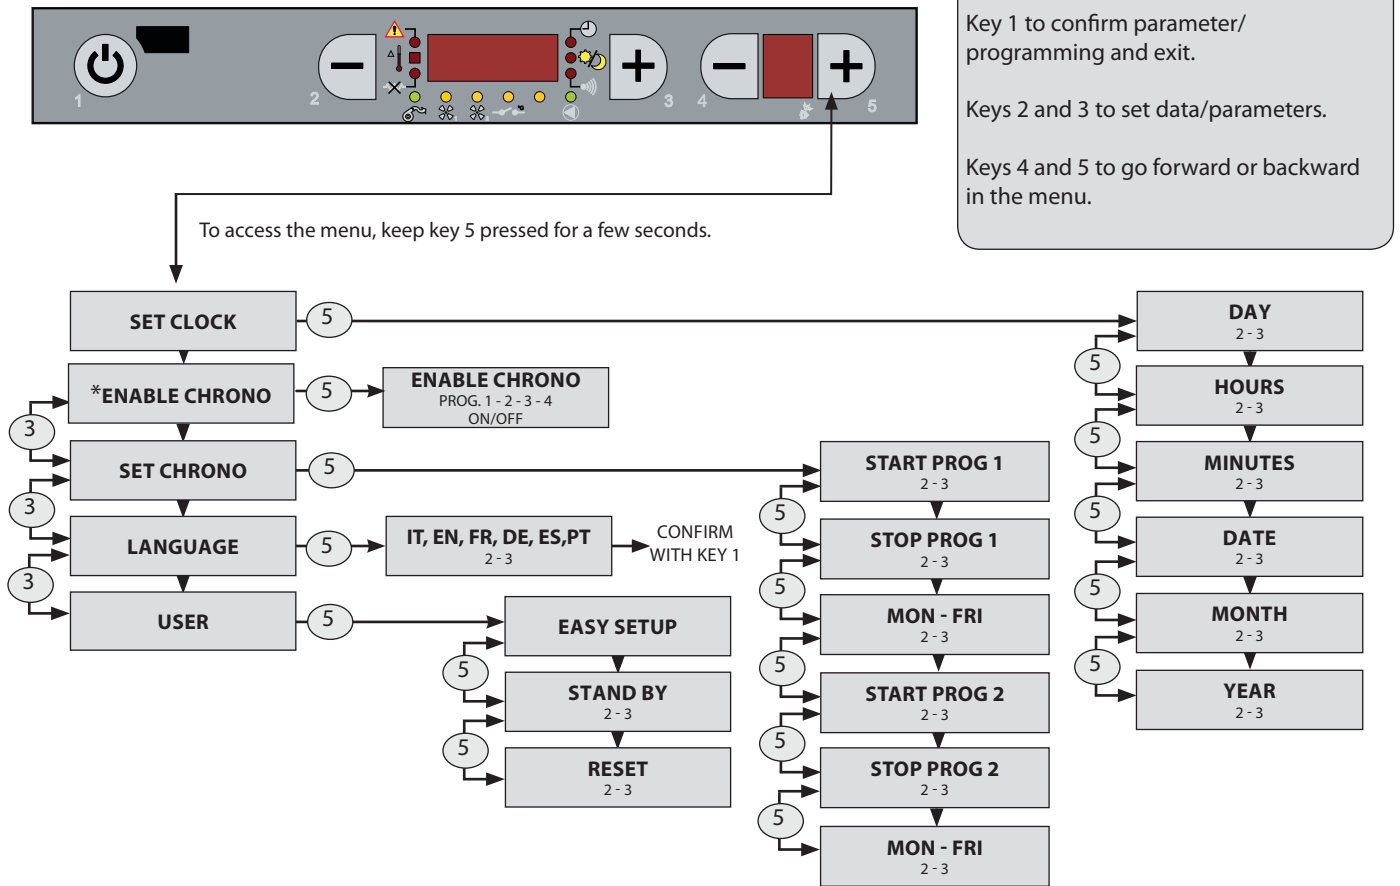 1
2
3
4
5
Key 1 to confirm parameter/
programming and exit.
Keys 2 and 3 to set data/parameters.
Keys 4 and 5 to go forward or backward
in the menu.
To access the menu, keep key 5 pressed for a few seconds.
SET CLOCK
5
*ENABLE CHRONO
5
ENABLE CHRONO
PROG. 1 - 2 - 3 - 4
ON/OFF
3
SET CHRONO
5
3
LANGUAGE
5
IT, EN, FR, DE, ES,PT
2 - 3
CONFIRM
WITH KEY 1
3
USER
5
EASY SETUP
5
STAND BY
2 - 3
5
RESET
2 - 3
START PROG 1
2 - 3
5
STOP PROG 1
2 - 3
5
MON - FRI
2 - 3
5
START PROG 2
2 - 3
5
STOP PROG 2
2 - 3
5
MON - FRI
2 - 3
DAY
2 - 3
5
HOURS
2 - 3
5
MINUTES
2 - 3
5
DATE
2 - 3
5
MONTH
2 - 3
5
YEAR
2 - 3